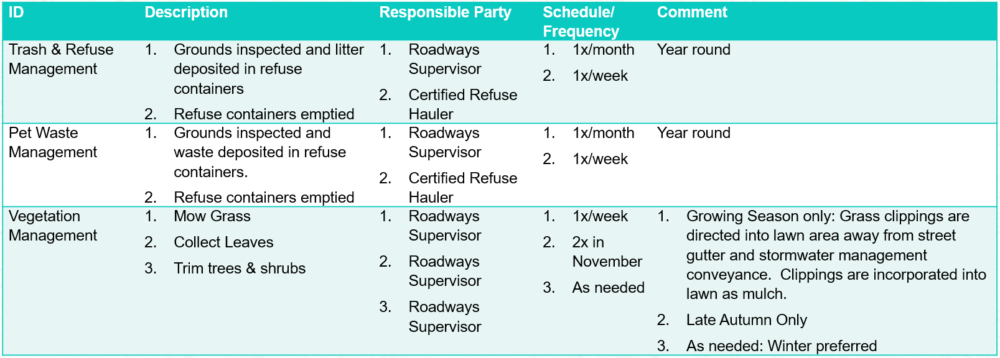 ID Description Responsible Party Schedule/ Frequency Comment
Trash & Refuse
Management
1. Grounds inspected and litter
deposited in refuse
containers
2. Refuse containers emptied
1. Roadways
Supervisor
2. Certified Refuse
Hauler
1. 1x/month
2. 1x/week
Year round
Pet Waste
Management
1. Grounds inspected and
waste deposited in refuse
containers.
2. Refuse containers emptied
1. Roadways
Supervisor
2. Certified Refuse
Hauler
1. 1x/month
2. 1x/week
Year round
Vegetation
Management
1. Mow Grass
2. Collect Leaves
3. Trim trees & shrubs
1. Roadways
Supervisor
2. Roadways
Supervisor
3. Roadways
Supervisor
1. 1x/week
2. 2x in
November
3. As needed
1. Growing Season only: Grass clippings are
directed into lawn area away from street
gutter and stormwater management
conveyance.  Clippings are incorporated into
lawn as mulch.
2. Late Autumn Only
3. As needed: Winter preferred